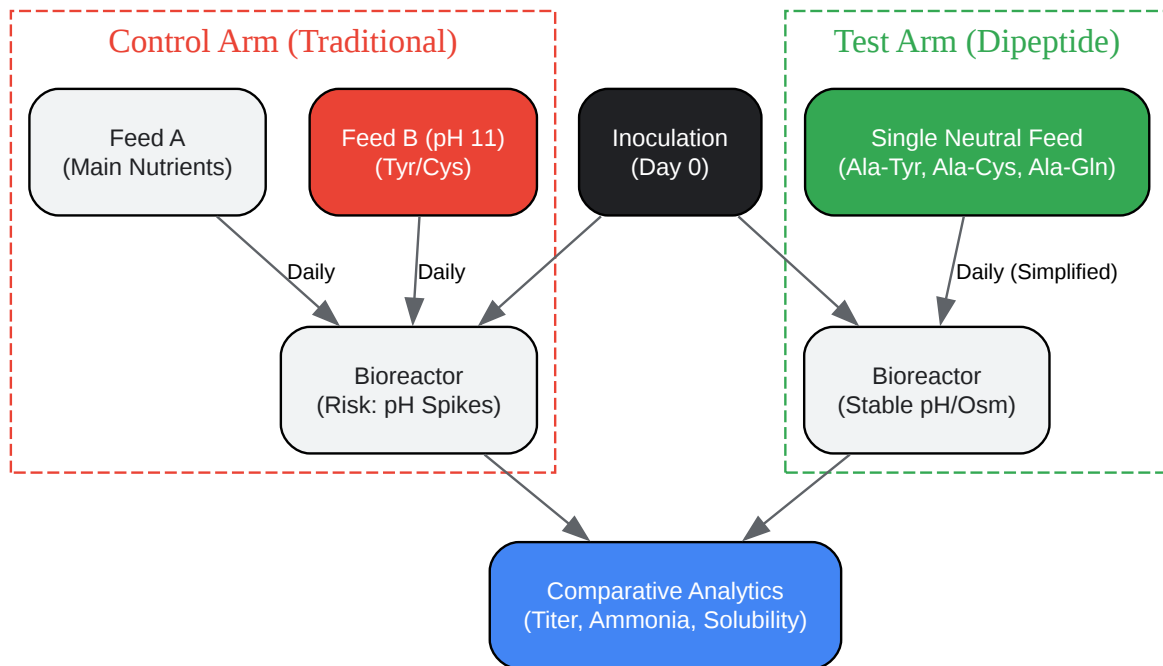 Control Arm (Traditional)
Test Arm (Dipeptide)
Feed A
(Main Nutrients)
Feed B (pH 11)
(Tyr/Cys)
Inoculation
(Day 0)
Single Neutral Feed
(Ala-Tyr, Ala-Cys, Ala-Gln)
Daily
Daily
Daily (Simplified)
Bioreactor
(Risk: pH Spikes)
Bioreactor
(Stable pH/Osm)
Comparative Analytics
(Titer, Ammonia, Solubility)